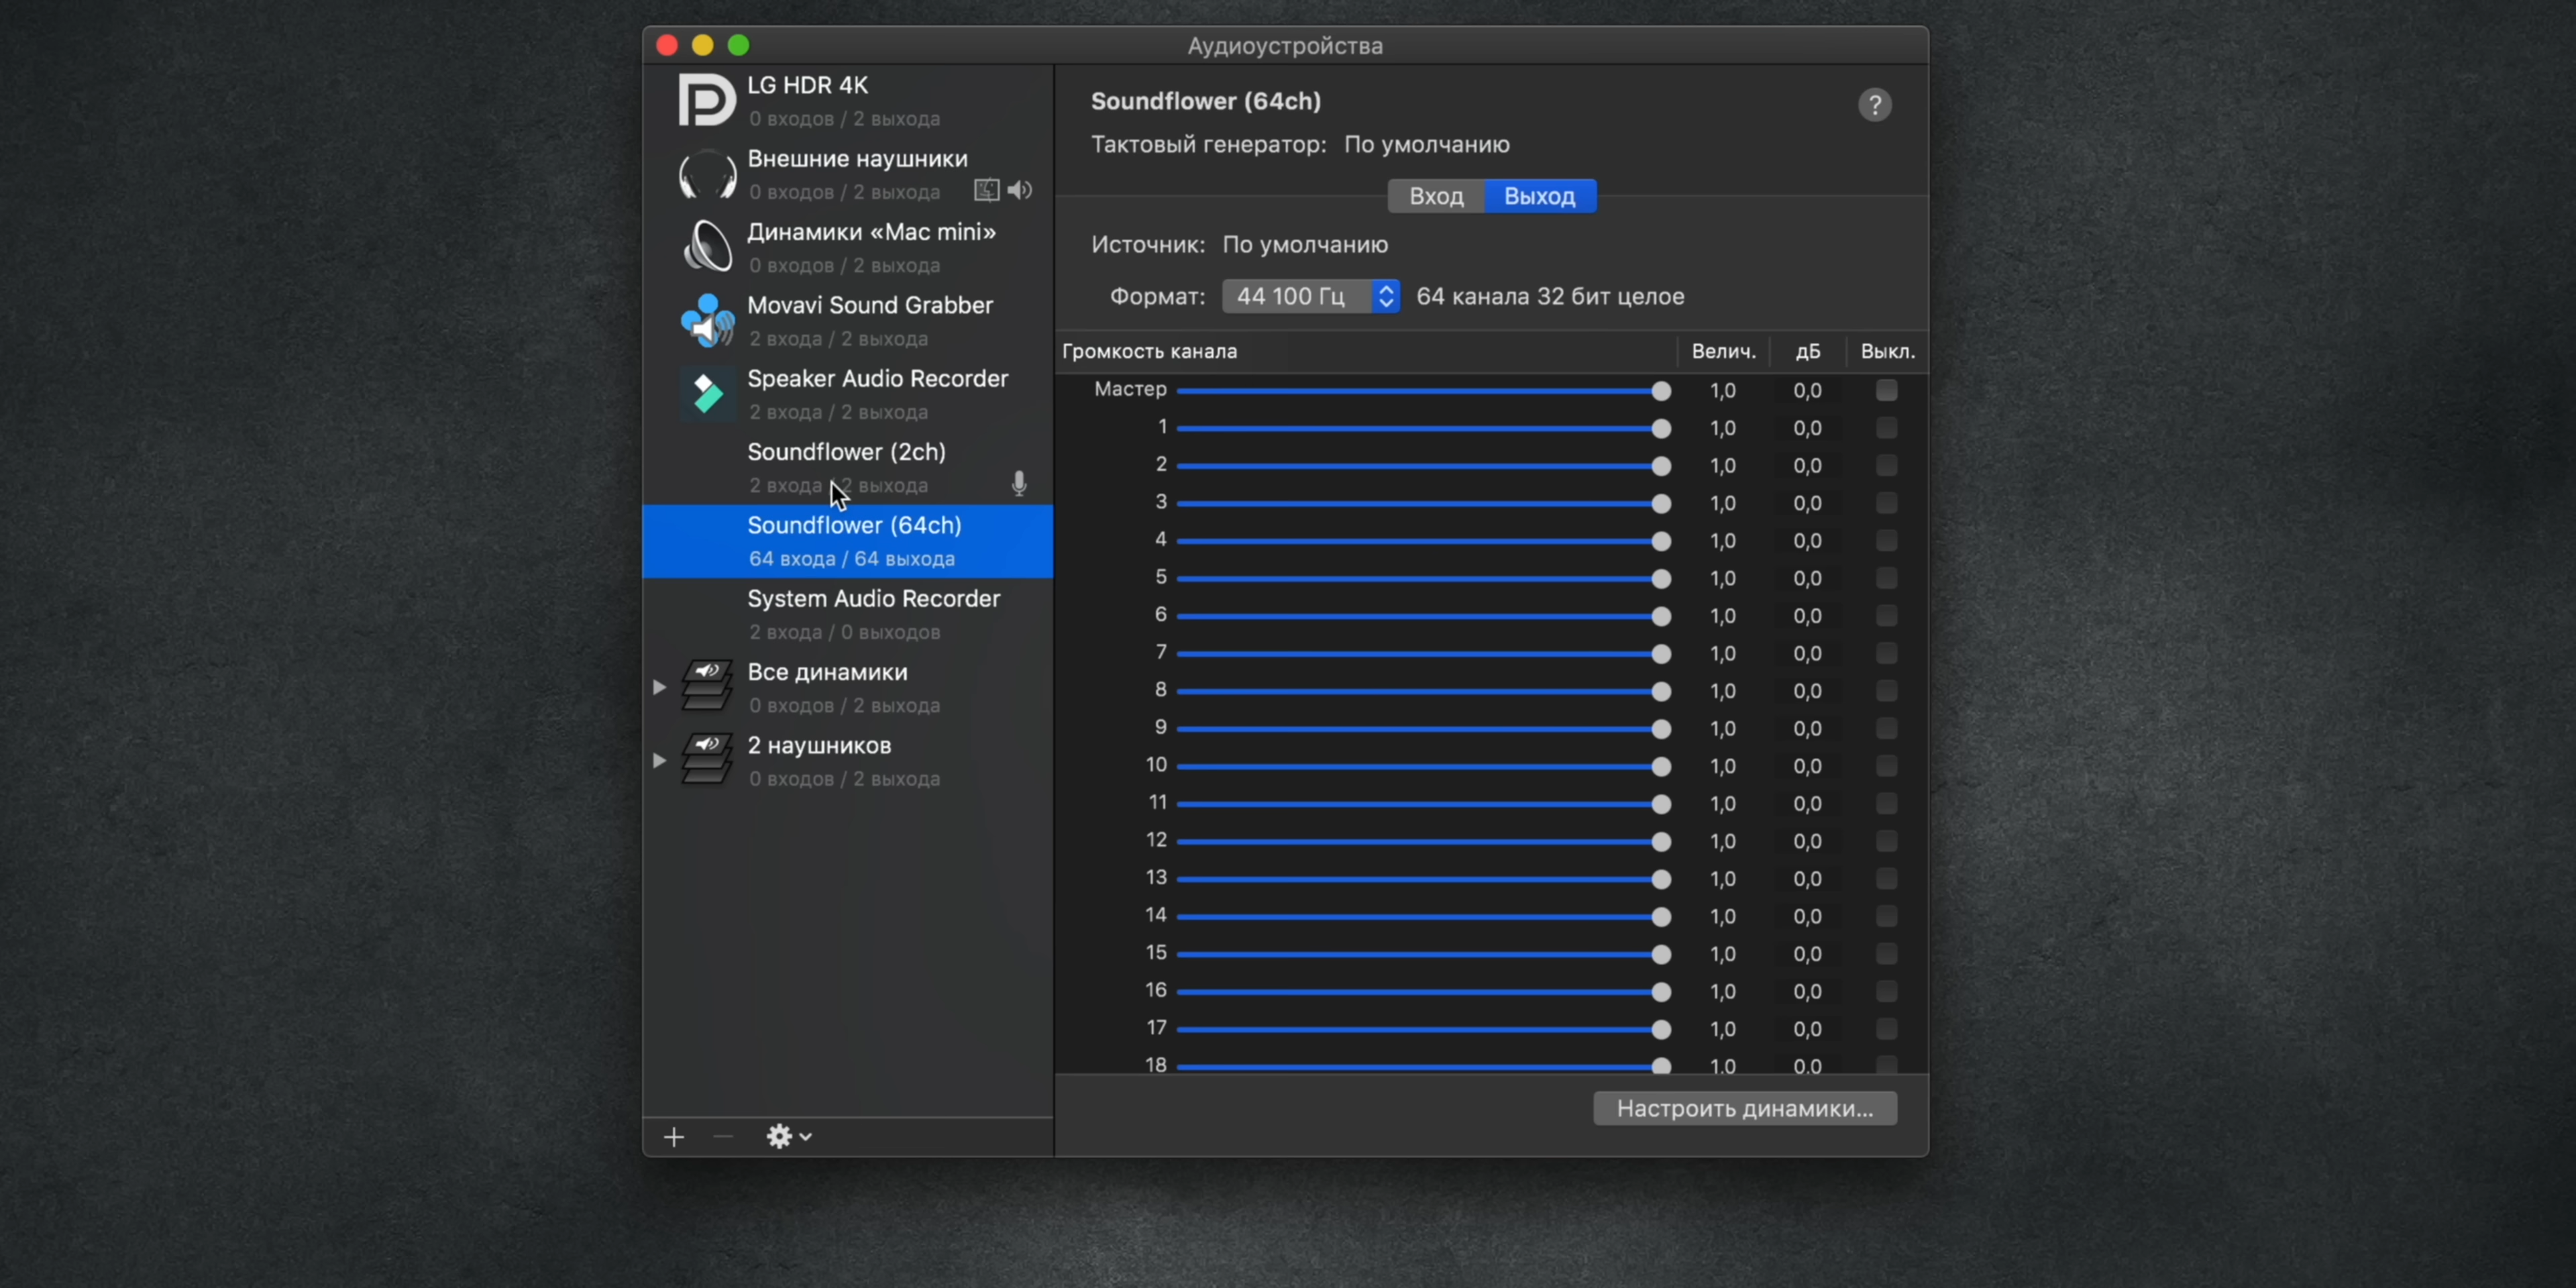 Аудиоустройства
LG HDR 4K
0 входов / 2 выхода
Внешние наушники
0 входов / 2 выхода
Динамики «Mac mini»
0 входов / 2 выхода
Movavi Sound Grabber
2 входа / 2 выхода
Speaker Audio Recorder
2 входа / 2 выхода
Soundflower (2ch)
2 входа / 2 выхода
Soundflower (64ch)
64 входа / 64 выхода
System Audio Recorder
2 входа / 0 выходов
Все динамики
0 входов / 2 выхода
2 наушников
0 входов / 2 выхода
Soundflower (64ch)
?
Тактовый генератор: По умолчанию
Вход Выход
Источник: По умолчанию
Формат: 44 100 Гц 64 канала 32 бит целое
Громкость канала Велич. дБ Выкл.
Мастер 1,0 0,0
1 1,0 0,0
2 1,0 0,0
3 1,0 0,0
4 1,0 0,0
5 1,0 0,0
6 1,0 0,0
7 1,0 0,0
8 1,0 0,0
9 1,0 0,0
10 1,0 0,0
11 1,0 0,0
12 1,0 0,0
13 1,0 0,0
14 1,0 0,0
15 1,0 0,0
16 1,0 0,0
17 1,0 0,0
18 1,0 0,0
Настроить динамики...